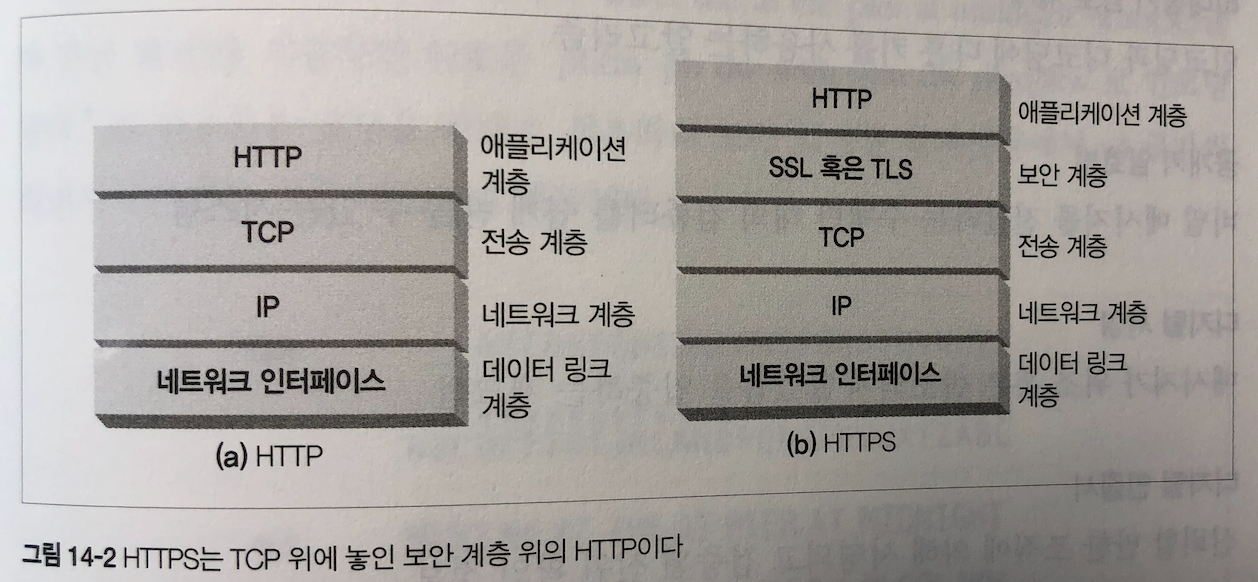 HTTP
애플리케이션
계층
TCP
전송 계층
IP
네트워크 계층
네트워크 인터페이스
데이터 링크
계층
(a) HTTP
HTTP
애플리케이션 계층
SSL 혹은 TLS
보안 계층
TCP
전송 계층
IP
네트워크 계층
네트워크 인터페이스
데이터 링크
계층
(b) HTTPS
그림 14-2 HTTPS는 TCP 위에 놓인 보안 계층 위의 HTTP이다